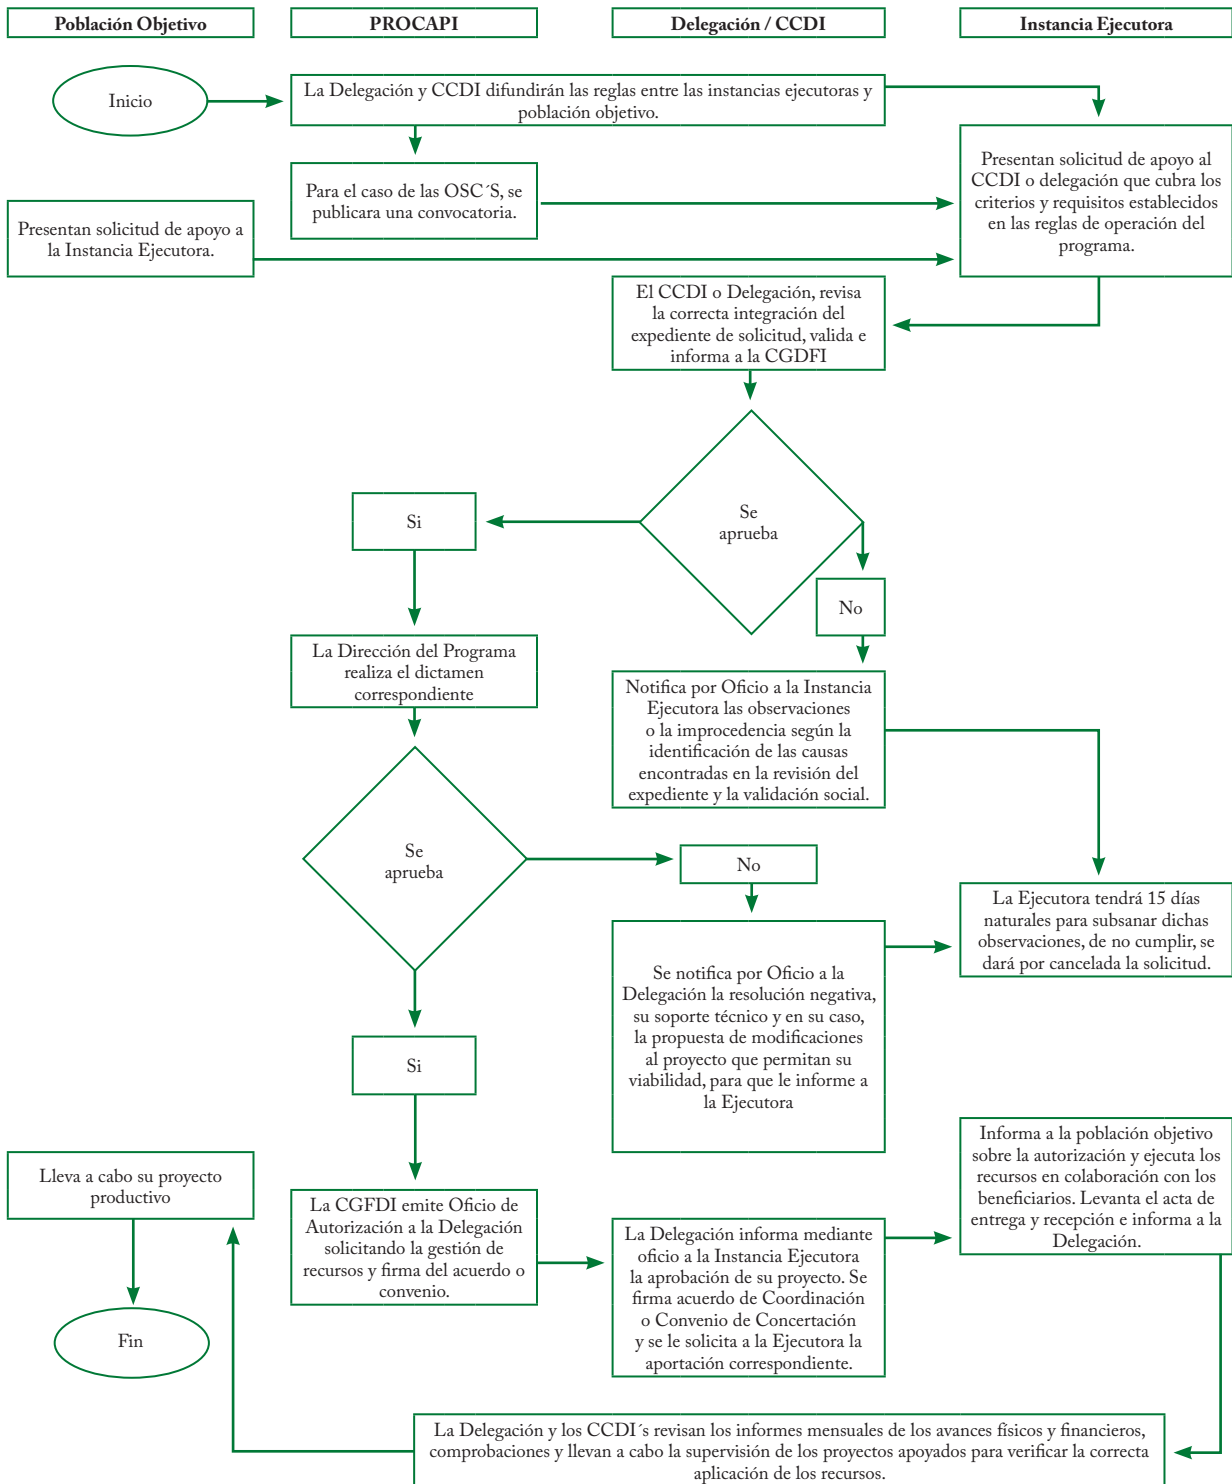 Población Objetivo
PROCAPI
Delegación / CCDI
Instancia Ejecutora
Inicio
La Delegación y CCDI difundirán las reglas entre las instancias ejecutoras y
población objetivo.
Para el caso de las OSC´S, se
publicara una convocatoria.
Presentan solicitud de apoyo al
CCDI o delegación que cubra los
criterios y requisitos establecidos
en las reglas de operación del
programa.
Presentan solicitud de apoyo a
la Instancia Ejecutora.
El CCDI o Delegación, revisa
la correcta integración del
expediente de solicitud, valida e
informa a la CGDFI
Se
aprueba
Si
No
La Dirección del Programa
realiza el dictamen
correspondiente
Notifica por Oficio a la Instancia
Ejecutora las observaciones
o la improcedencia según la
identificación de las causas
encontradas en la revisión del
expediente y la validación social.
Se
aprueba
No
La Ejecutora tendrá 15 días
naturales para subsanar dichas
observaciones, de no cumplir, se
dará por cancelada la solicitud.
Se notifica por Oficio a la
Delegación la resolución negativa,
su soporte técnico y en su caso,
la propuesta de modificaciones
al proyecto que permitan su
viabilidad, para que le informe a
la Ejecutora
Si
Informa a la población objetivo
sobre la autorización y ejecuta los
recursos en colaboración con los
beneficiarios. Levanta el acta de
entrega y recepción e informa a la
Delegación.
Lleva a cabo su proyecto
productivo
La CGFDI emite Oficio de
Autorización a la Delegación
solicitando la gestión de
recursos y firma del acuerdo o
convenio.
La Delegación informa mediante
oficio a la Instancia Ejecutora
la aprobación de su proyecto. Se
firma acuerdo de Coordinación
o Convenio de Concertación
y se le solicita a la Ejecutora la
aportación correspondiente.
Fin
La Delegación y los CCDI´s revisan los informes mensuales de los avances físicos y financieros,
comprobaciones y llevan a cabo la supervisión de los proyectos apoyados para verificar la correcta
aplicación de los recursos.